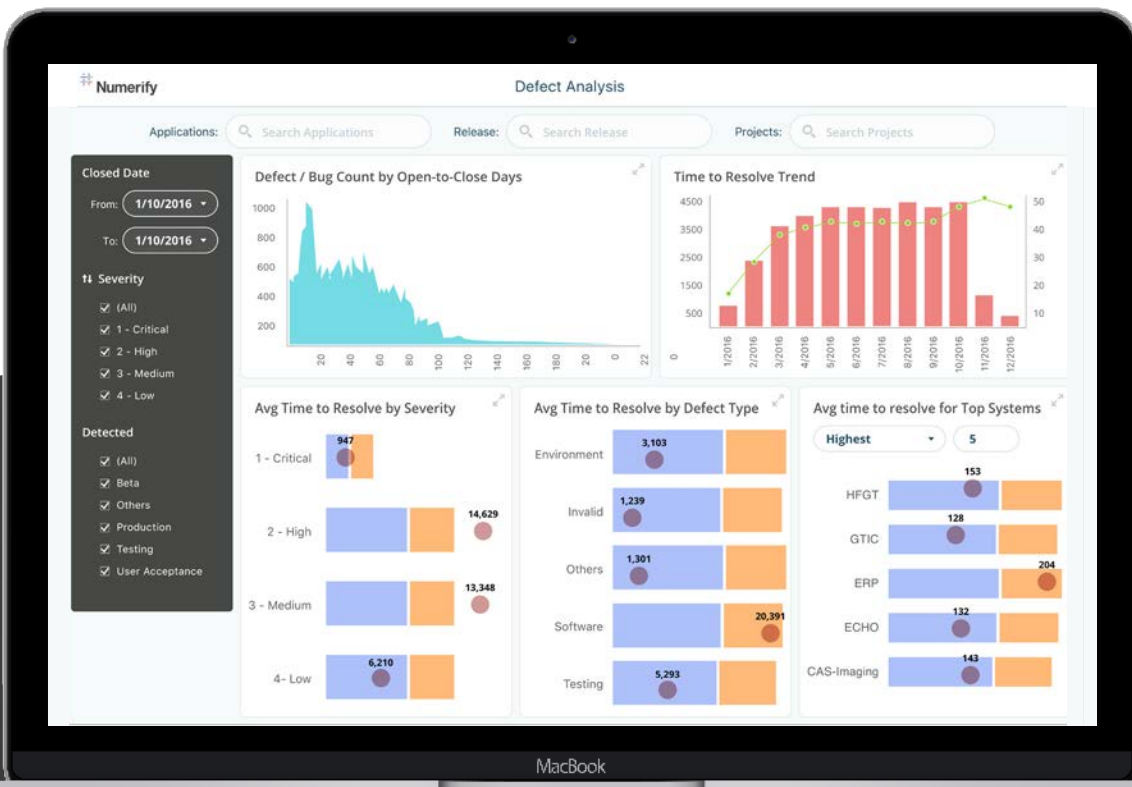 Numerify
Defect Analysis
Applications: Search Applications
Release: Search Release
Projects: Search Projects
Closed Date
From: 1/10/2016
To: 1/10/2016
Severity
(All)
1 - Critical
2 - High
3 - Medium
4 - Low
Detected
(All)
Beta
Others
Production
Testing
User Acceptance
Defect / Bug Count by Open-to-Close Days
1000
800
600
400
200
20
40
60
80
100
120
140
160
180
20
0
22
0
Time to Resolve Trend
4500
3500
2500
1500
500
50
40
30
20
10
1/2016
2/2016
3/2016
4/2016
5/2016
6/2016
7/2016
8/2016
9/2016
10/2016
11/2016
12/2016
Avg Time to Resolve by Severity
1 - Critical
947
2 - High
14,629
3 - Medium
13,348
4- Low
6,210
Avg Time to Resolve by Defect Type
Environment
3,103
Invalid
1,239
Others
1,301
Software
20,391
Testing
5,293
Avg time to resolve for Top Systems
Highest
5
HFGT
153
GTIC
128
ERP
204
ECHO
132
CAS-Imaging
143
MacBook